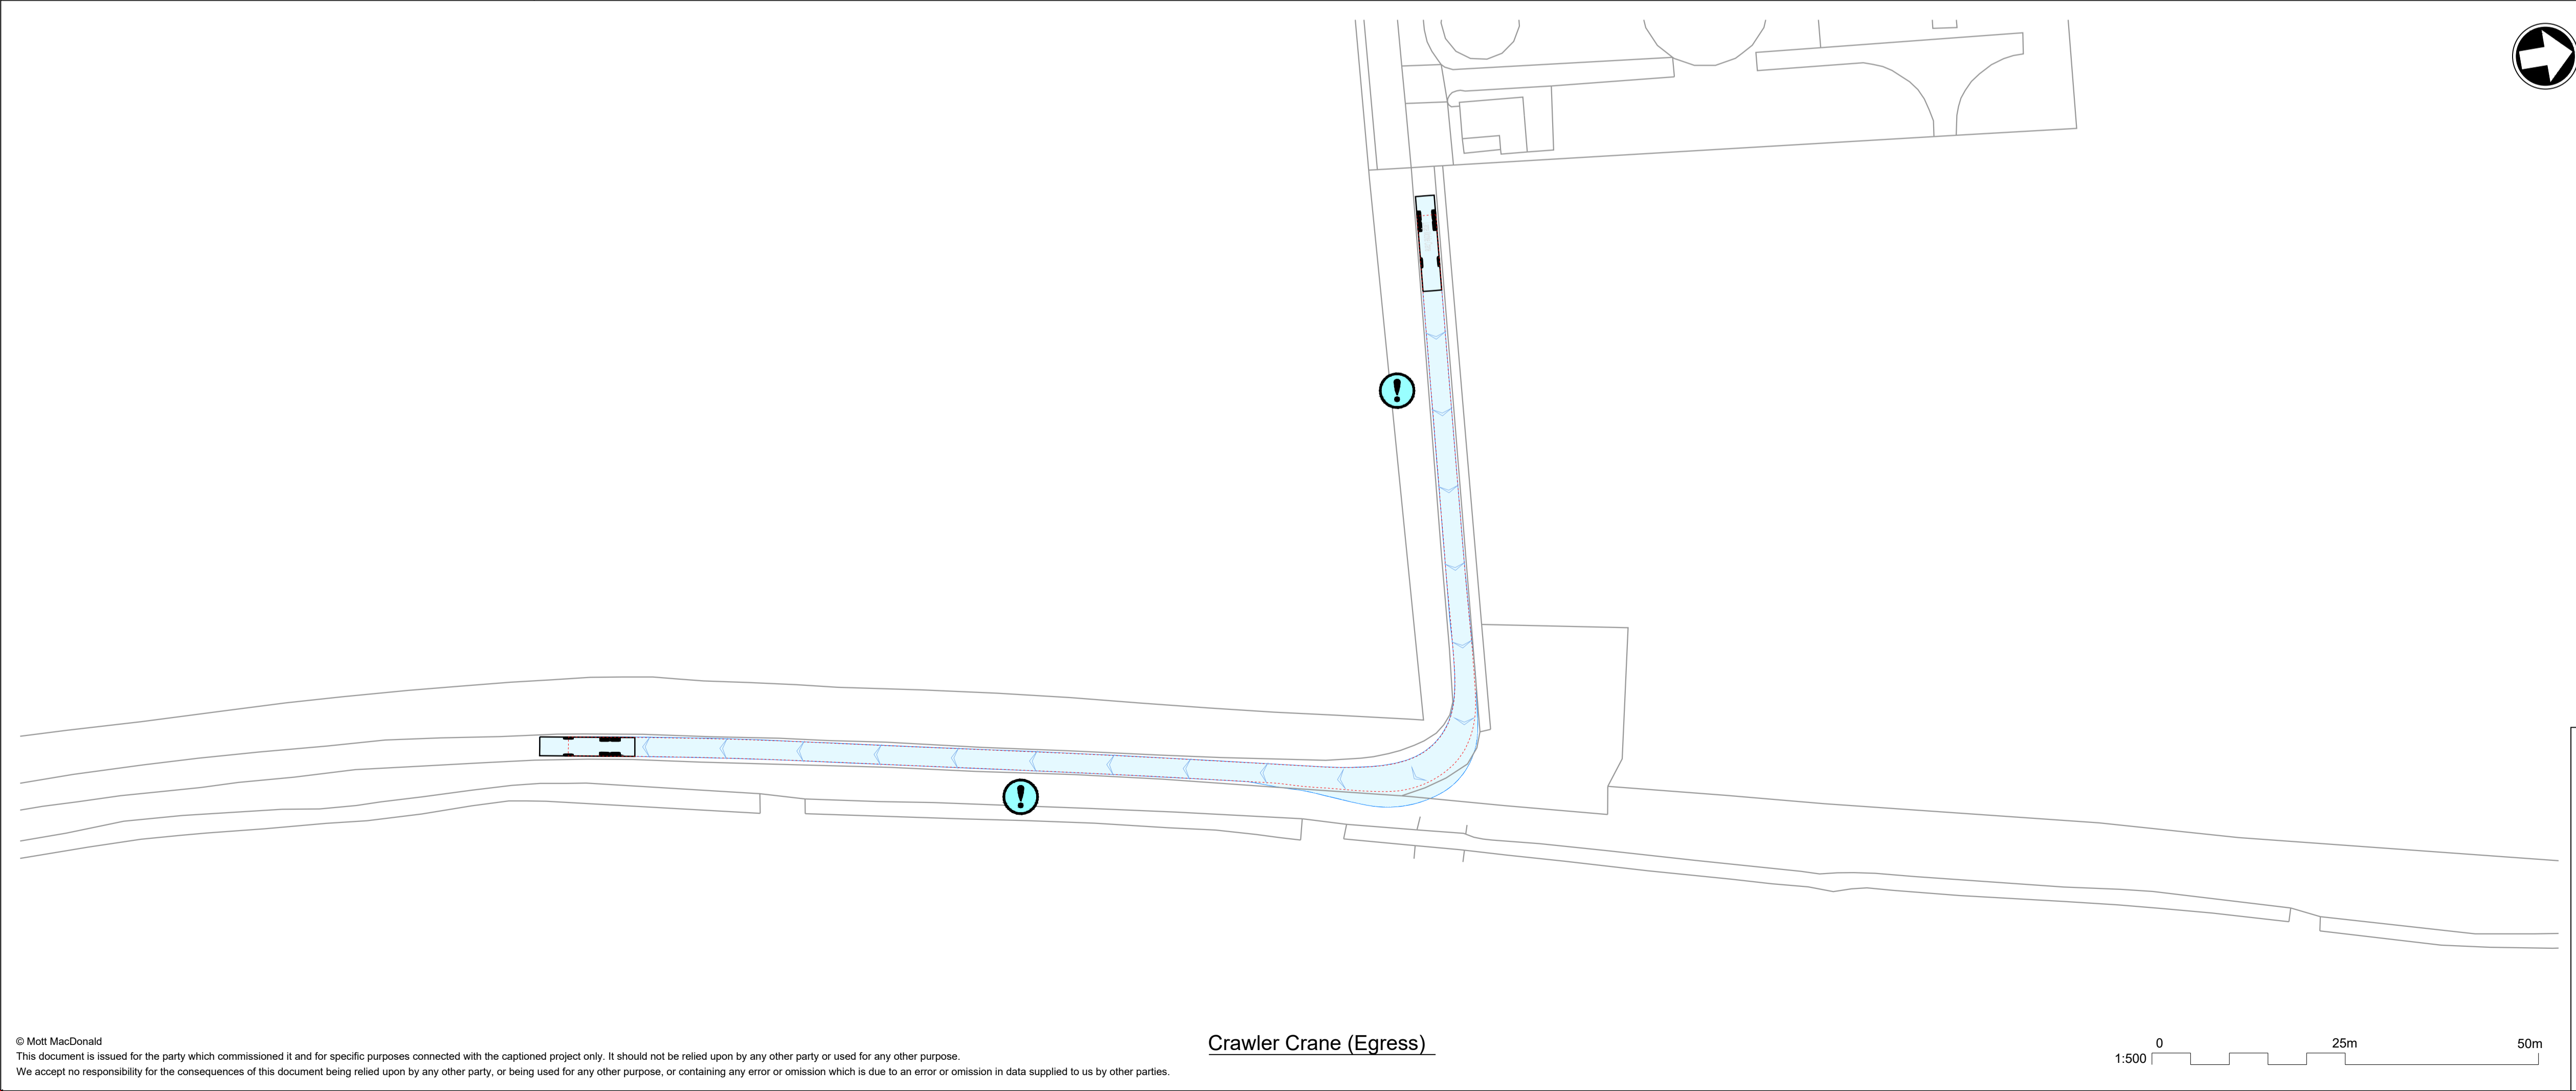 !
!
© Mott MacDonald
This document is issued for the party which commissioned it and for specific purposes connected with the captioned project only. It should not be relied upon by any other party or used for any other purpose.
We accept no responsibility for the consequences of this document being relied upon by any other party, or being used for any other purpose, or containing any error or omission which is due to an error or omission in data supplied to us by other parties.
Crawler Crane (Egress)
0 25m 50m
1:500